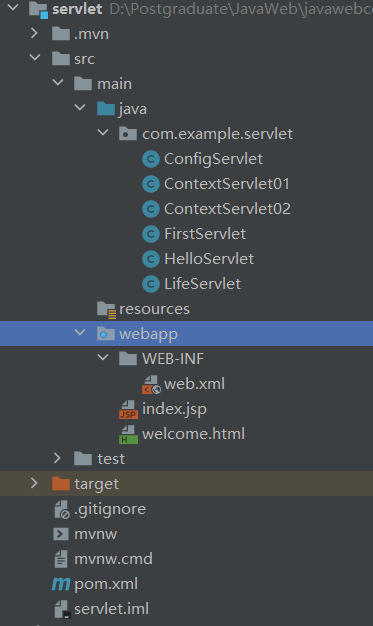 servlet D:\Postgraduate\JavaWeb\javawebc
.mvn
src
main
java
com.example.servlet
ConfigServlet
ContextServlet01
ContextServlet02
FirstServlet
HelloServlet
LifeServlet
resources
webapp
WEB-INF
web.xml
index.jsp
welcome.html
test
target
.gitignore
mvnw
mvnw.cmd
pom.xml
servlet.iml